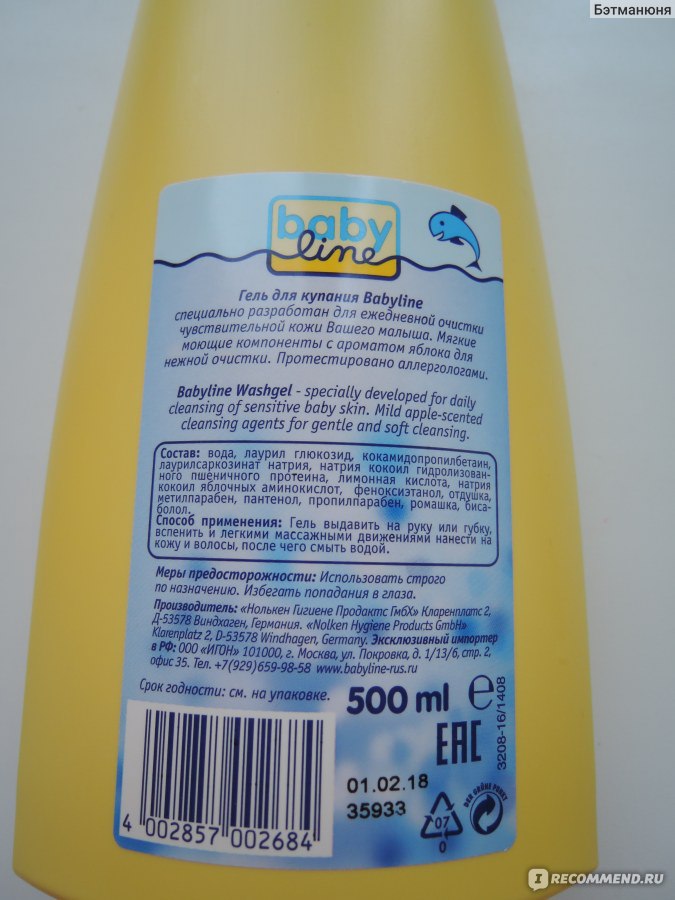 Бэтманюня
baby
line
Гель для купания Babyline
специально разработан для ежедневной очистки
чувствительной кожи Вашего малыша. Мягкие
моющие компоненты с ароматом яблока для
нежной очистки. Протестировано аллергологами.
Babyline Washgel - specially developed for daily
cleansing of sensitive baby skin. Mild apple-scented
cleansing agents for gentle and soft cleansing.
Состав: вода, лаурил глюкозид, кокамидопропилбетаин,
лаурилсаркозинат натрия, натрия кокоил гидролизован-
ного пшеничного протеина, лимонная кислота, натрия
кокоил яблочных аминокислот, феноксиэтанол, отдушка,
метилпарабен, пантенол, пропилпарабен, ромашка, биса-
болол.
Способ применения: Гель выдавить на руку или губку,
вспенить и легкими массажными движениями нанести на
кожу и волосы, после чего смыть водой.
Меры предосторожности: Использовать строго
по назначению. Избегать попадания в глаза.
Производитель: «Нолькен Гигиене Продактс ГмбХ» Кларенплатс 2,
Д-53578 Виндхаген, Германия. «Nolken Hygiene Products GmbH»
Klarenplatz 2, D-53578 Windhagen, Germany. Эксклюзивный импортер
в РФ: ООО «ИГОН» 101000, г. Москва, ул. Покровка, д. 1/13/6, стр. 2,
офис 35. Тел. +7(929)659-98-58 www.babyline-rus.ru
Срок годности: см. на упаковке.
500 ml e
EAC
3208-16/1408
01.02.18
35933
07
0
DER GRÜNE PUNKT
4 002857 002684
I RECOMMEND.RU